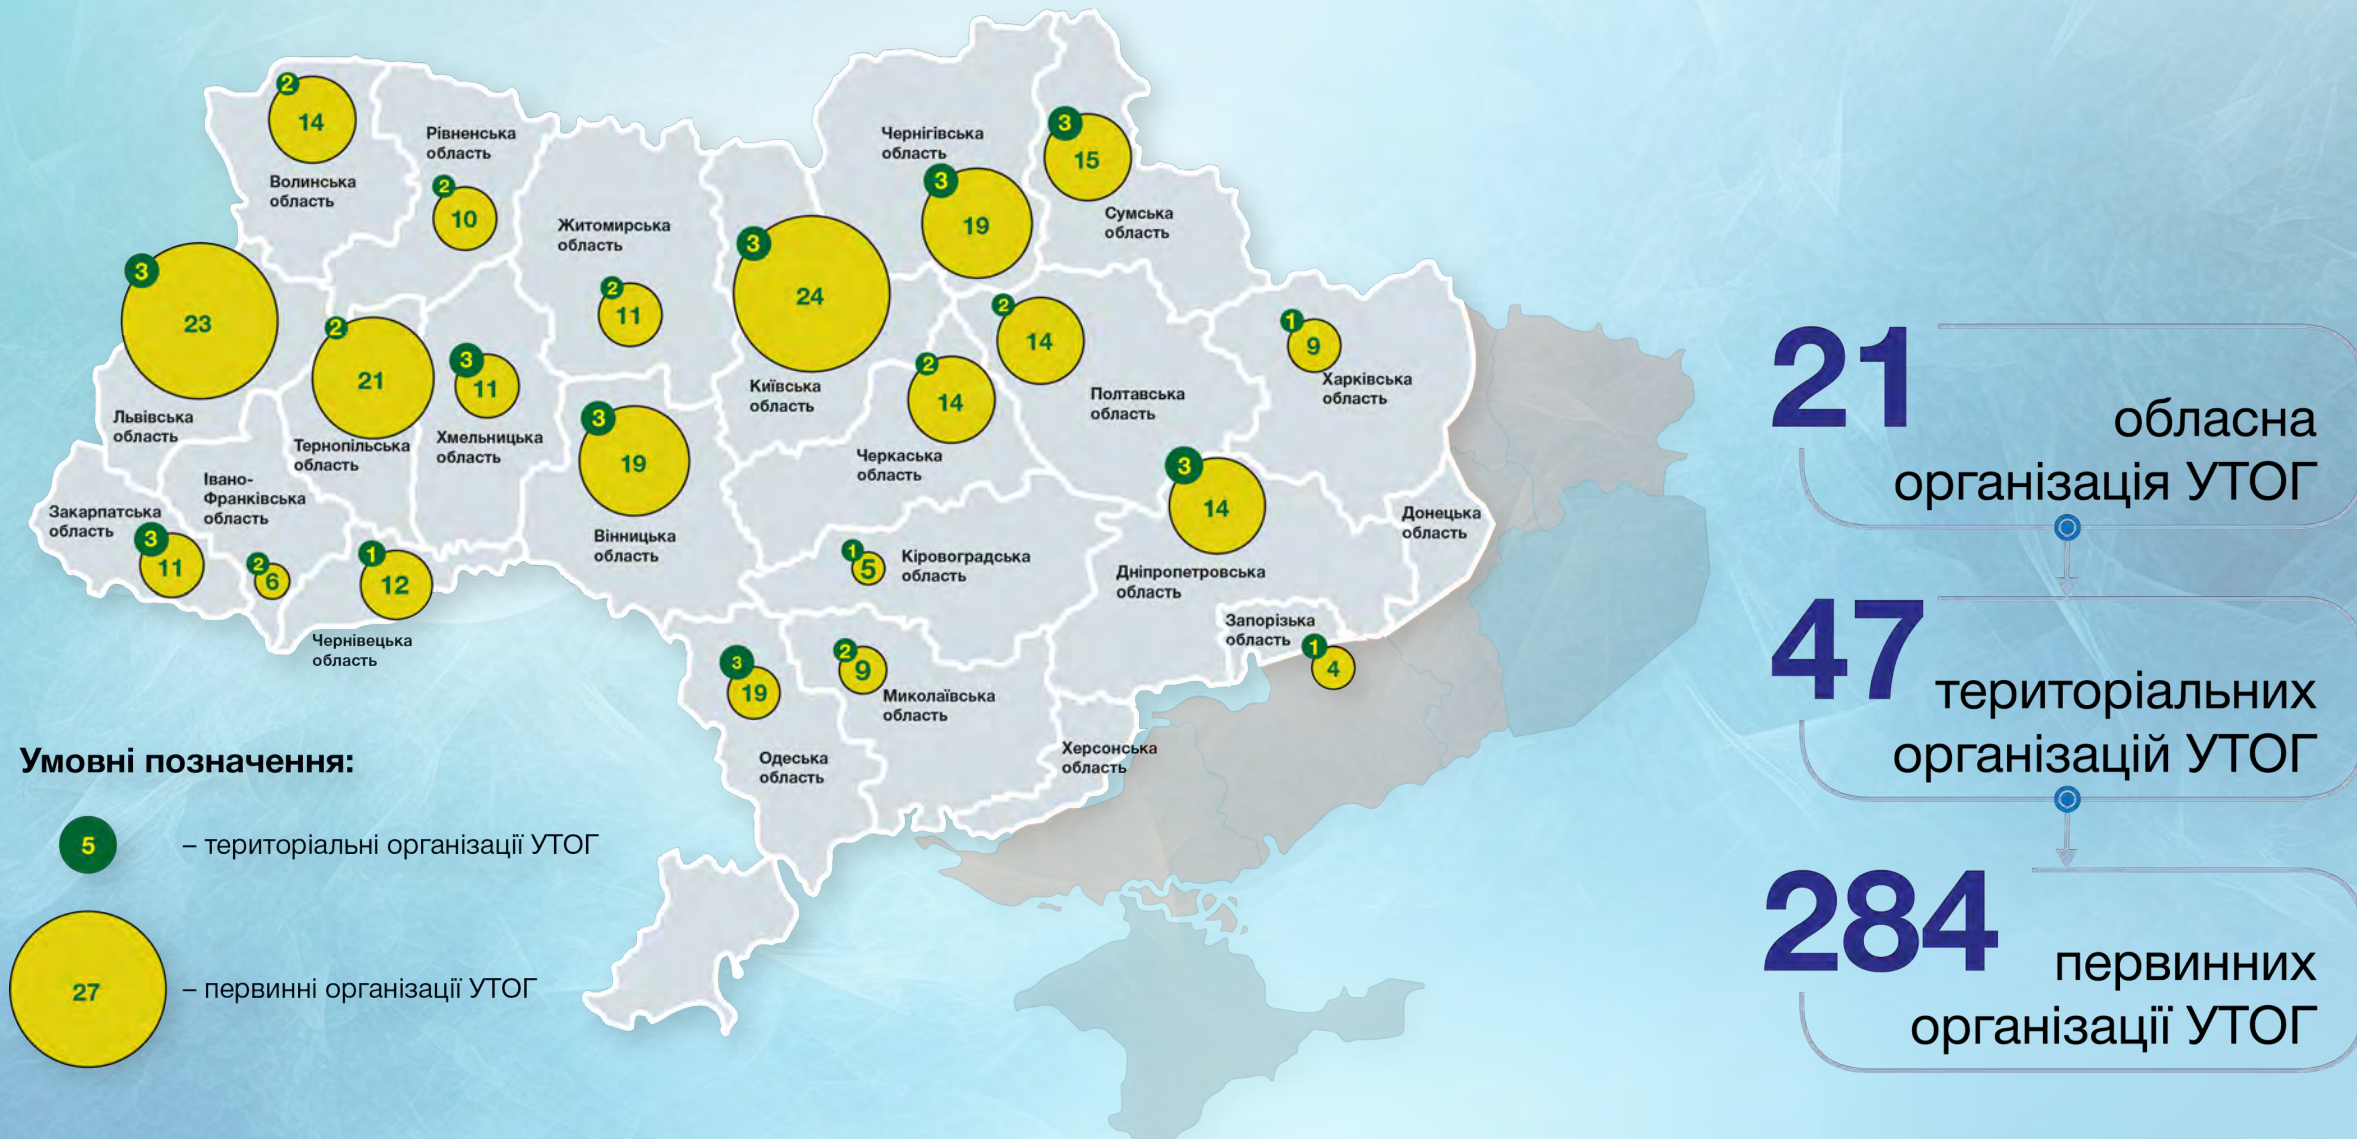 2
14
Волинська
область
Рівненська
область
2
10
Житомирська
область
2
11
Чернігівська
область
3
19
3
15
Сумська
область
3
23
Львівська
область
2
21
Тернопільська
область
3
11
Хмельницька
область
3
24
Київська
область
2
14
Черкаська
область
2
14
Полтавська
область
1
9
Харківська
область
3
19
Вінницька
область
3
14
Дніпропетровська
область
Донецька
область
Закарпатська
область
3
11
Івано-
Франківська
область
2
6
1
12
Чернівецька
область
1
5
Кіровоградська
область
Запорізька
область
1
4
3
19
Одеська
область
2
9
Миколаївська
область
Херсонська
область
Умовні позначення:
5
– територіальні організації УТОГ
27
– первинні організації УТОГ
21
обласна
організація УТОГ
47
територіальних
організацій УТОГ
284
первинних
організації УТОГ